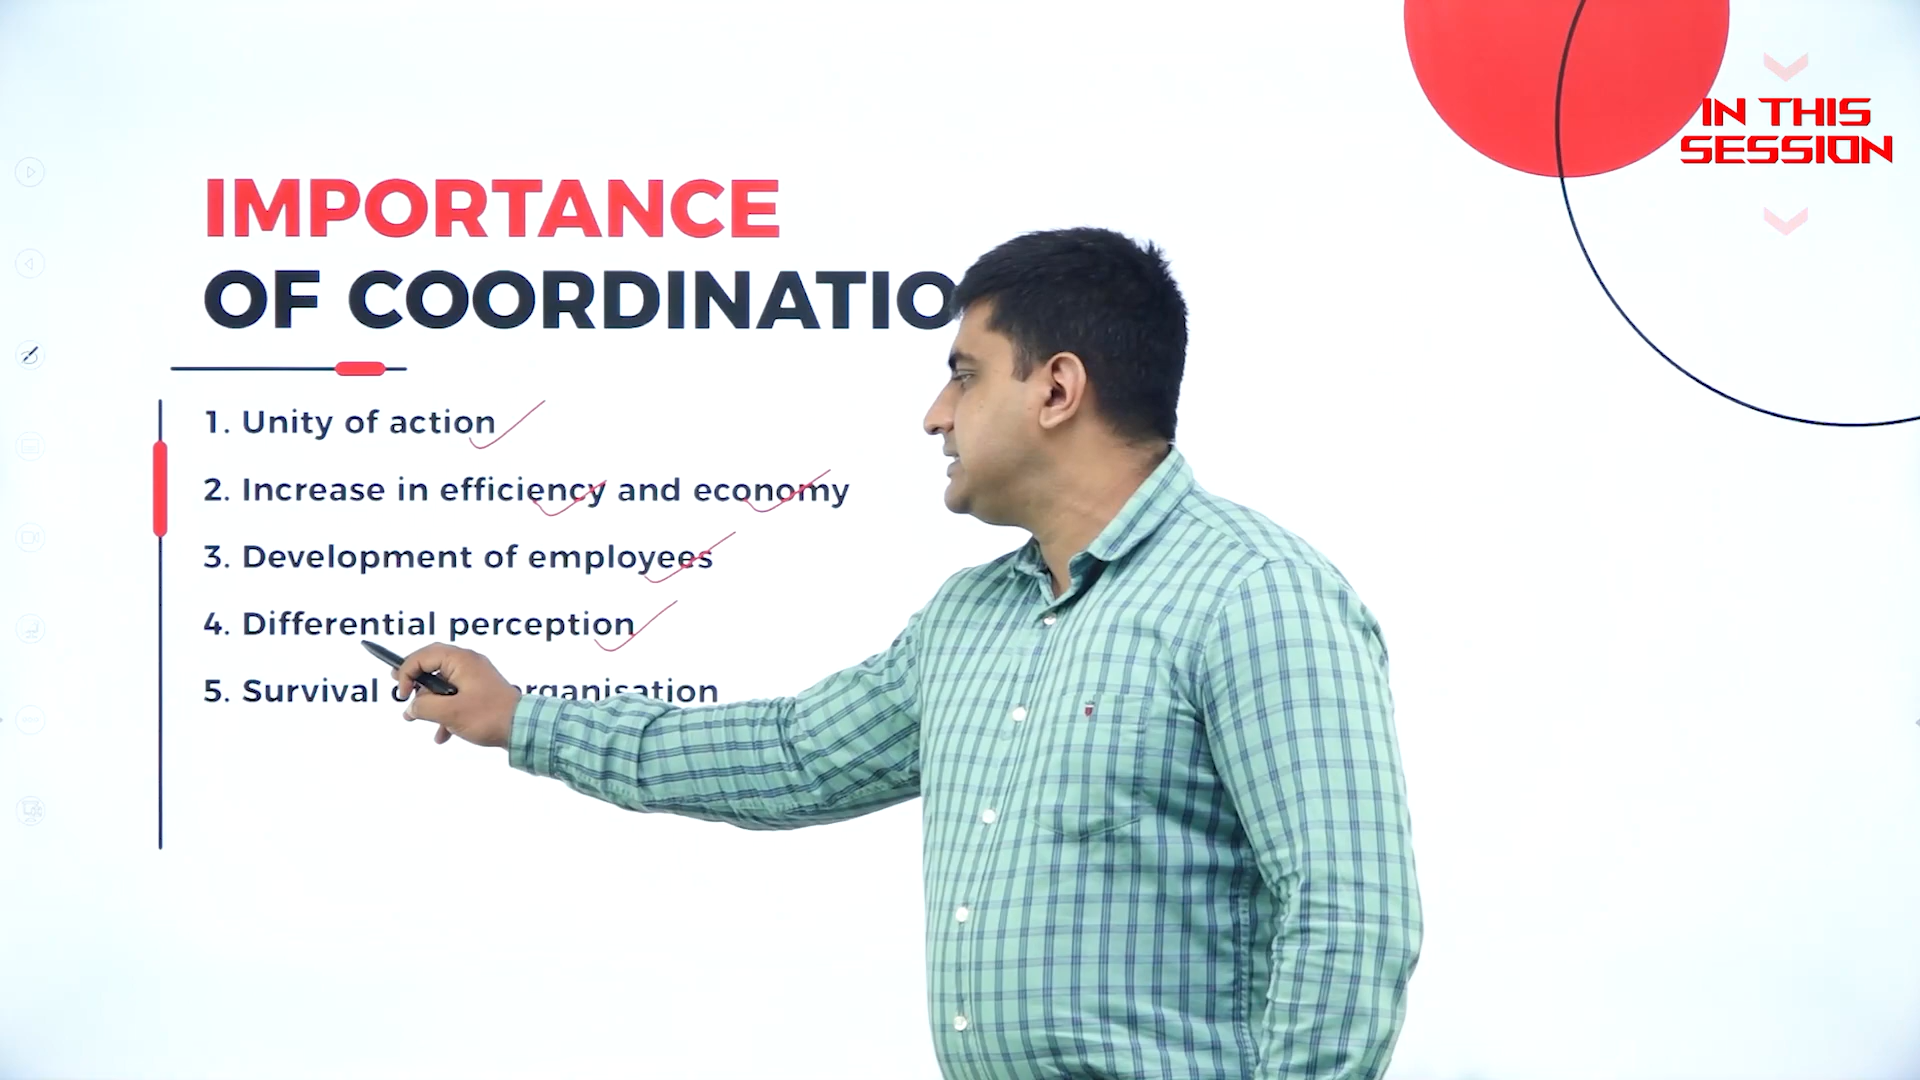 IN THIS
SESSION
IMPORTANCE
OF COORDINATIO
1. Unity of action
2. Increase in efficiency and economy
3. Development of employees
4. Differential perception
5. Survival organisation